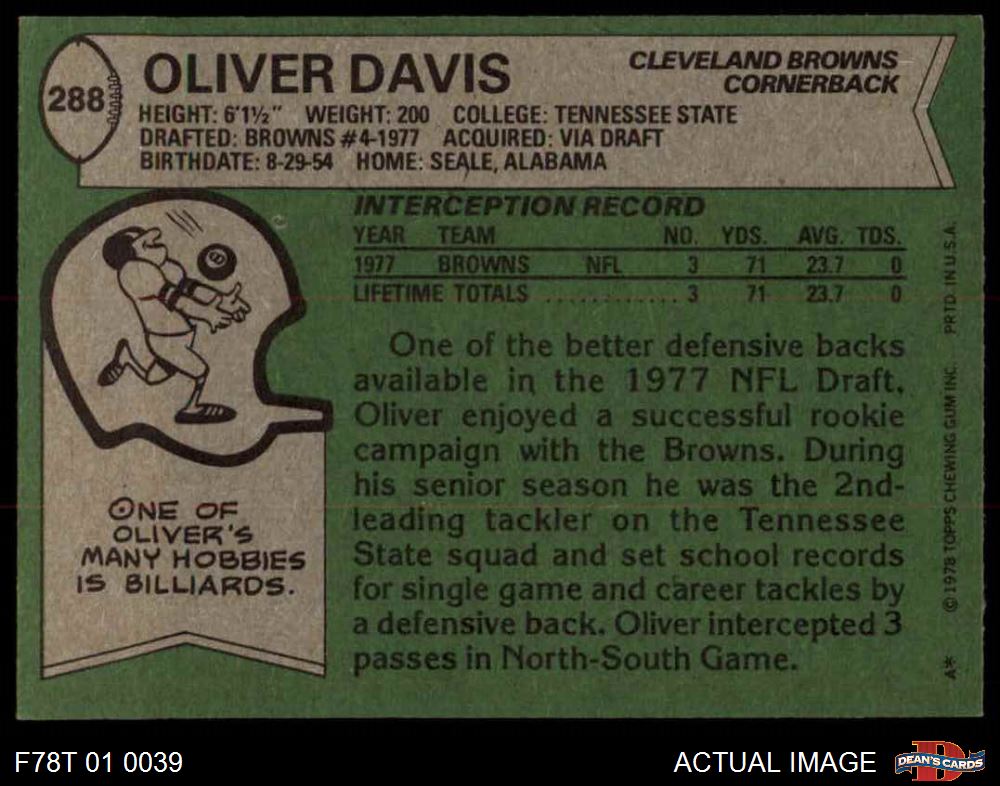 288
OLIVER DAVIS
CLEVELAND BROWNS
CORNERBACK
HEIGHT: 6'1½" WEIGHT: 200 COLLEGE: TENNESSEE STATE
DRAFTED: BROWNS #4-1977 ACQUIRED: VIA DRAFT
BIRTHDATE: 8-29-54 HOME: SEALE, ALABAMA
INTERCEPTION RECORD
YEAR TEAM NO. YDS. AVG. TDS.
1977 BROWNS NFL 3 71 23.7 0
LIFETIME TOTALS ............ 3 71 23.7 0
One of the better defensive backs
available in the 1977 NFL Draft,
Oliver enjoyed a successful rookie
campaign with the Browns. During
his senior season he was the 2nd-
leading tackler on the Tennessee
State squad and set school records
for single game and career tackles by
a defensive back. Oliver intercepted 3
passes in North-South Game.
8
ONE OF
OLIVER'S
MANY HOBBIES
IS BILLIARDS.
A* © 1978 TOPPS CHEWING GUM INC. PRTD. IN U.S.A.
F78T 01 0039
ACTUAL IMAGE
D
DEAN'S CARDS